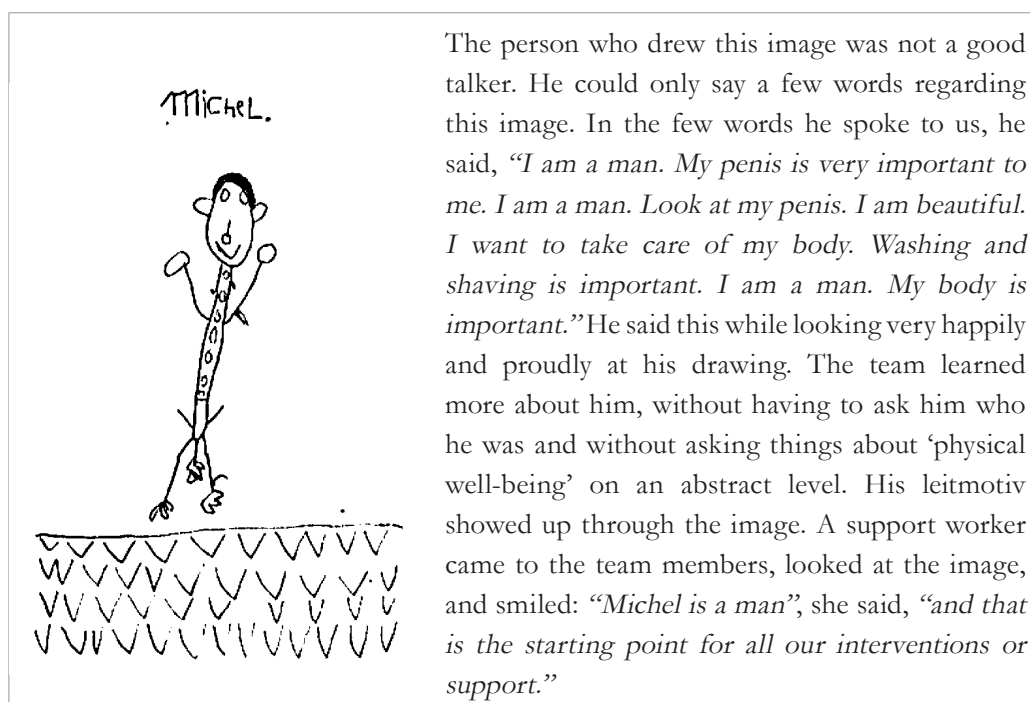 MicheL.
The person who drew this image was not a good
talker. He could only say a few words regarding
this image. In the few words he spoke to us, he
said, “I am a man. My penis is very important to
me. I am a man. Look at my penis. I am beautiful.
I want to take care of my body. Washing and
shaving is important. I am a man. My body is
important.” He said this while looking very happily
and proudly at his drawing. The team learned
more about him, without having to ask him who
he was and without asking things about ‘physical
well-being’ on an abstract level. His leitmotiv
showed up through the image. A support worker
came to the team members, looked at the image,
and smiled: “Michel is a man”, she said, “and that
is the starting point for all our interventions or
support.”